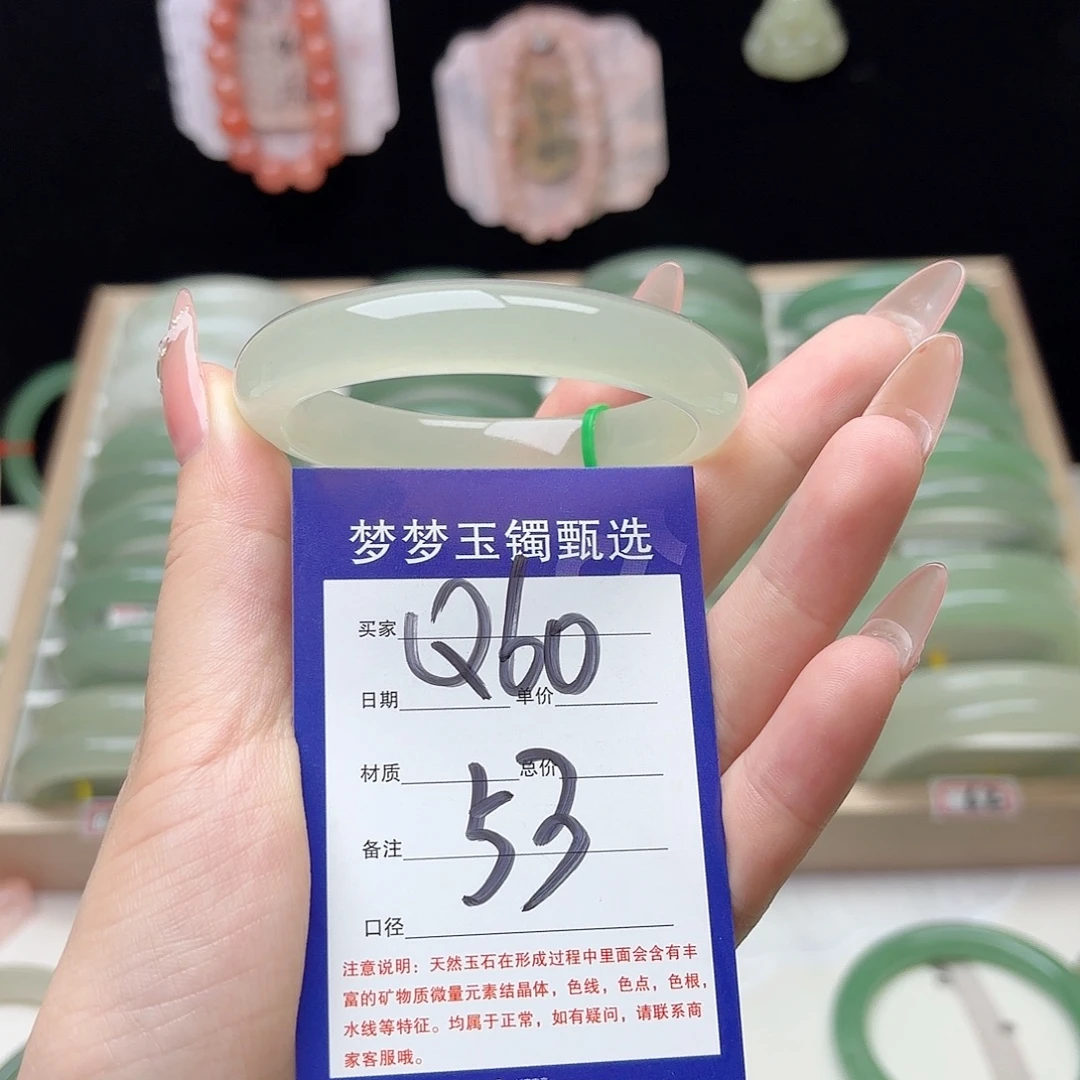 梦梦玉镯甄选
买家
Q60
日期 单价
材质 总价
53
备注
口径
注意说明：天然玉石在形成过程中里面会含有丰
富的矿物质微量元素结晶体，色线，色点，色根，
水线等特征。均属于正常，如有疑问，请联系商
家客服哦。